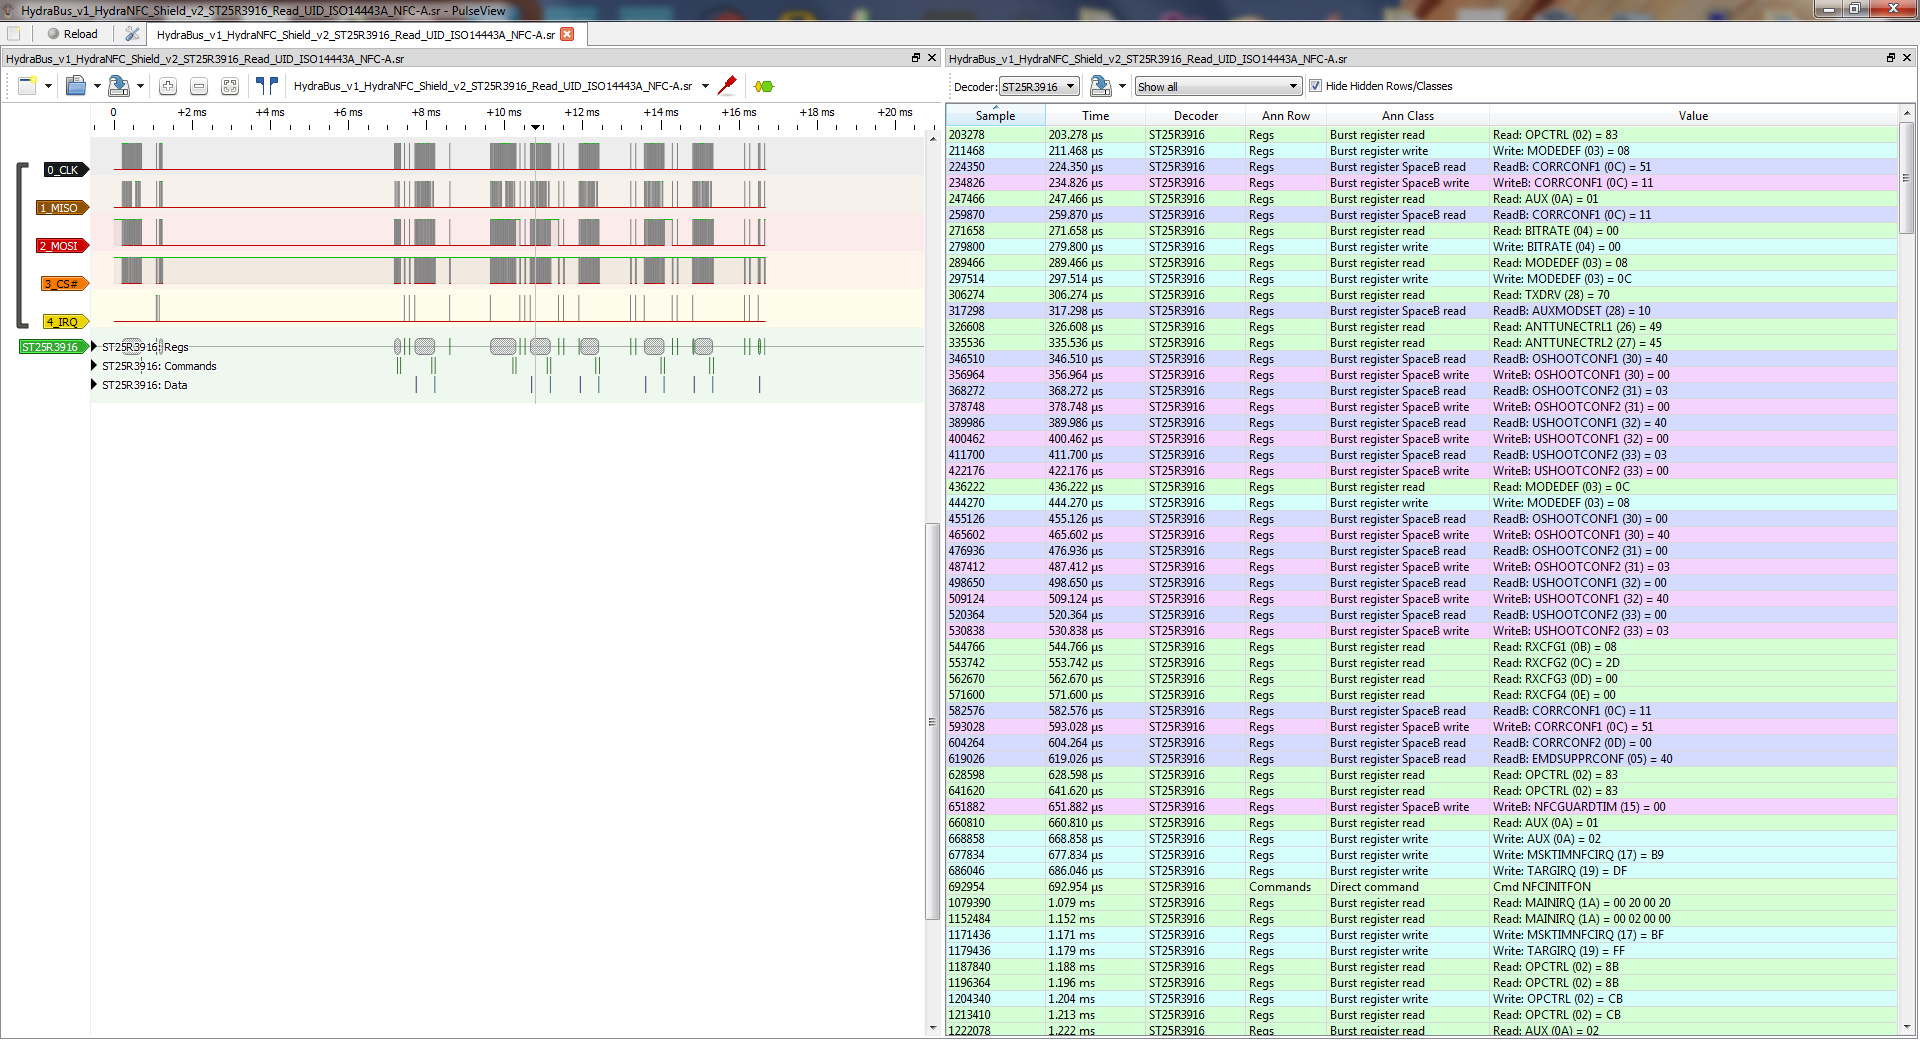 HydraBus_v1_HydraNFC_Shield_v2_ST25R3916_Read_UID_ISO14443A_NFC-A.sr - PulseView
Reload
HydraBus_v1_HydraNFC_Shield_v2_ST25R3916_Read_UID_ISO14443A_NFC-A.sr
HydraBus_v1_HydraNFC_Shield_v2_ST25R3916_Read_UID_ISO14443A_NFC-A.sr
HydraBus_v1_HydraNFC_Shield_v2_ST25R3916_Read_UID_ISO14443A_NFC-A.sr
0 +2 ms +4 ms +6 ms +8 ms +10 ms +12 ms +14 ms +16 ms +18 ms +20 ms
0_CLK
1_MISO
2_MOSI
3_CS#
4_IRQ
ST25R3916 ST25R3916: Regs
ST25R3916: Commands
ST25R3916: Data
HydraBus_v1_HydraNFC_Shield_v2_ST25R3916_Read_UID_ISO14443A_NFC-A.sr
Decoder: ST25R3916 Show all Hide Hidden Rows/Classes
Sample Time Decoder Ann Row Ann Class Value
203278 203.278 µs ST25R3916 Regs Burst register read Read: OPCTRL (02) = 83
211468 211.468 µs ST25R3916 Regs Burst register write Write: MODEDEF (03) = 08
224350 224.350 µs ST25R3916 Regs Burst register SpaceB read ReadB: CORRCONF1 (0C) = 51
234826 234.826 µs ST25R3916 Regs Burst register SpaceB write WriteB: CORRCONF1 (0C) = 11
247466 247.466 µs ST25R3916 Regs Burst register read Read: AUX (0A) = 01
259870 259.870 µs ST25R3916 Regs Burst register SpaceB read ReadB: CORRCONF1 (0C) = 11
271658 271.658 µs ST25R3916 Regs Burst register read Read: BITRATE (04) = 00
279800 279.800 µs ST25R3916 Regs Burst register write Write: BITRATE (04) = 00
289466 289.466 µs ST25R3916 Regs Burst register read Read: MODEDEF (03) = 08
297514 297.514 µs ST25R3916 Regs Burst register write Write: MODEDEF (03) = 0C
306274 306.274 µs ST25R3916 Regs Burst register read Read: TXDRV (28) = 70
317298 317.298 µs ST25R3916 Regs Burst register SpaceB read ReadB: AUXMODSET (28) = 10
326608 326.608 µs ST25R3916 Regs Burst register read Read: ANTTUNECTRL1 (26) = 49
335536 335.536 µs ST25R3916 Regs Burst register read Read: ANTTUNECTRL2 (27) = 45
346510 346.510 µs ST25R3916 Regs Burst register SpaceB read ReadB: OSHOOTCONF1 (30) = 40
356964 356.964 µs ST25R3916 Regs Burst register SpaceB write WriteB: OSHOOTCONF1 (30) = 00
368272 368.272 µs ST25R3916 Regs Burst register SpaceB read ReadB: OSHOOTCONF2 (31) = 03
378748 378.748 µs ST25R3916 Regs Burst register SpaceB write WriteB: OSHOOTCONF2 (31) = 00
389986 389.986 µs ST25R3916 Regs Burst register SpaceB read ReadB: USHOOTCONF1 (32) = 40
400462 400.462 µs ST25R3916 Regs Burst register SpaceB write WriteB: USHOOTCONF1 (32) = 00
411700 411.700 µs ST25R3916 Regs Burst register SpaceB read ReadB: USHOOTCONF2 (33) = 03
422176 422.176 µs ST25R3916 Regs Burst register SpaceB write WriteB: USHOOTCONF2 (33) = 00
436222 436.222 µs ST25R3916 Regs Burst register read Read: MODEDEF (03) = 0C
444270 444.270 µs ST25R3916 Regs Burst register write Write: MODEDEF (03) = 08
455126 455.126 µs ST25R3916 Regs Burst register SpaceB read ReadB: OSHOOTCONF1 (30) = 00
465602 465.602 µs ST25R3916 Regs Burst register SpaceB write WriteB: OSHOOTCONF1 (30) = 40
476936 476.936 µs ST25R3916 Regs Burst register SpaceB read ReadB: OSHOOTCONF2 (31) = 00
487412 487.412 µs ST25R3916 Regs Burst register SpaceB write WriteB: OSHOOTCONF2 (31) = 03
498650 498.650 µs ST25R3916 Regs Burst register SpaceB read ReadB: USHOOTCONF1 (32) = 00
509124 509.124 µs ST25R3916 Regs Burst register SpaceB write WriteB: USHOOTCONF1 (32) = 40
520364 520.364 µs ST25R3916 Regs Burst register SpaceB read ReadB: USHOOTCONF2 (33) = 00
530838 530.838 µs ST25R3916 Regs Burst register SpaceB write WriteB: USHOOTCONF2 (33) = 03
544766 544.766 µs ST25R3916 Regs Burst register read Read: RXCFG1 (0B) = 08
553742 553.742 µs ST25R3916 Regs Burst register read Read: RXCFG2 (0C) = 2D
562670 562.670 µs ST25R3916 Regs Burst register read Read: RXCFG3 (0D) = 00
571600 571.600 µs ST25R3916 Regs Burst register read Read: RXCFG4 (0E) = 00
582576 582.576 µs ST25R3916 Regs Burst register SpaceB read ReadB: CORRCONF1 (0C) = 11
593028 593.028 µs ST25R3916 Regs Burst register SpaceB write WriteB: CORRCONF1 (0C) = 51
604264 604.264 µs ST25R3916 Regs Burst register SpaceB read ReadB: CORRCONF2 (0D) = 00
619026 619.026 µs ST25R3916 Regs Burst register SpaceB read ReadB: EMDSUPPRCONF (05) = 40
628598 628.598 µs ST25R3916 Regs Burst register read Read: OPCTRL (02) = 83
641620 641.620 µs ST25R3916 Regs Burst register read Read: OPCTRL (02) = 83
651882 651.882 µs ST25R3916 Regs Burst register SpaceB write WriteB: NFCGUARDTIM (15) = 00
660810 660.810 µs ST25R3916 Regs Burst register read Read: AUX (0A) = 01
668858 668.858 µs ST25R3916 Regs Burst register write Write: AUX (0A) = 02
677834 677.834 µs ST25R3916 Regs Burst register write Write: MSKTIMNFCIRQ (17) = B9
686046 686.046 µs ST25R3916 Regs Burst register write Write: TARGIRQ (19) = DF
692954 692.954 µs ST25R3916 Commands Direct command Cmd NFCINITFON
1079390 1.079 ms ST25R3916 Regs Burst register read Read: MAINIRQ (1A) = 00 20 00 20
1152484 1.152 ms ST25R3916 Regs Burst register read Read: MAINIRQ (1A) = 00 02 00 00
1171436 1.171 ms ST25R3916 Regs Burst register write Write: MSKTIMNFCIRQ (17) = BF
1179436 1.179 ms ST25R3916 Regs Burst register write Write: TARGIRQ (19) = FF
1187840 1.188 ms ST25R3916 Regs Burst register read Read: OPCTRL (02) = 8B
1196364 1.196 ms ST25R3916 Regs Burst register read Read: OPCTRL (02) = 8B
1204340 1.204 ms ST25R3916 Regs Burst register write Write: OPCTRL (02) = CB
1213410 1.213 ms ST25R3916 Regs Burst register read Read: OPCTRL (02) = CB
1222078 1.222 ms ST25R3916 Regs Burst register read Read: AUX (0A) = 02